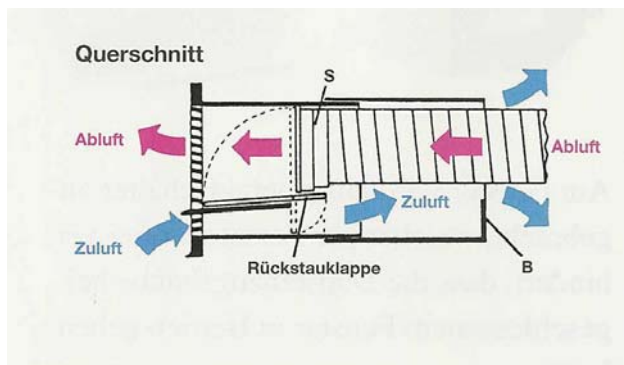 Querschnitt
S
Abluft
Abluft
Zuluft
Zuluft
Rückstauklappe
B